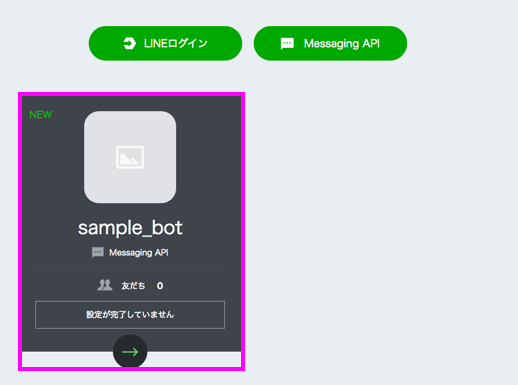 LINEログイン
Messaging API
NEW
sample_bot
Messaging API
友だち 0
設定が完了していません